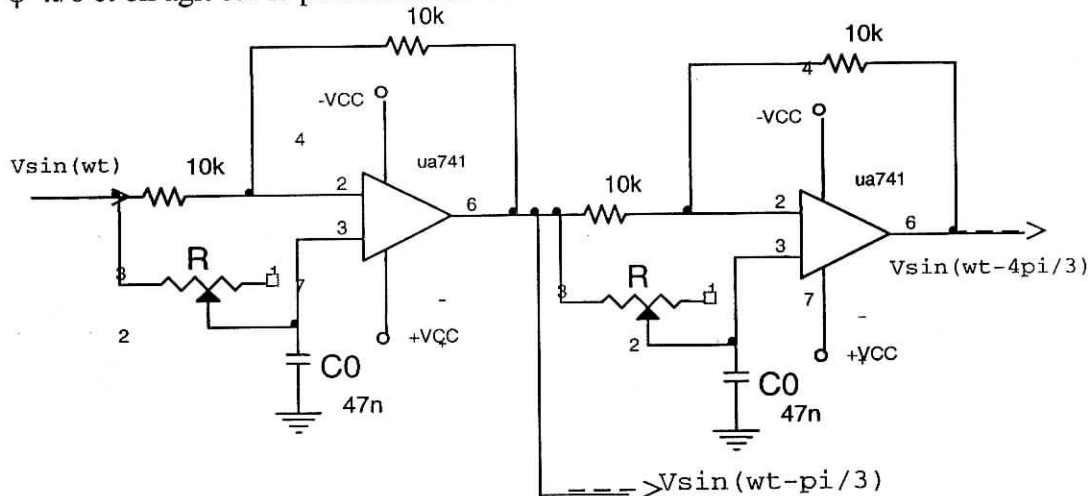 10k
10k
-VCC
4
4
-VCC
Vsin(wt)
10k
ua741
10k
ua741
2
6
2
6
3
3
Vsin(wt-4pi/3)
R
R
3
1
7
3
1
7
2
+VCC
2
+VCC
C0
C0
47n
47n
Vsin(wt-pi/3)